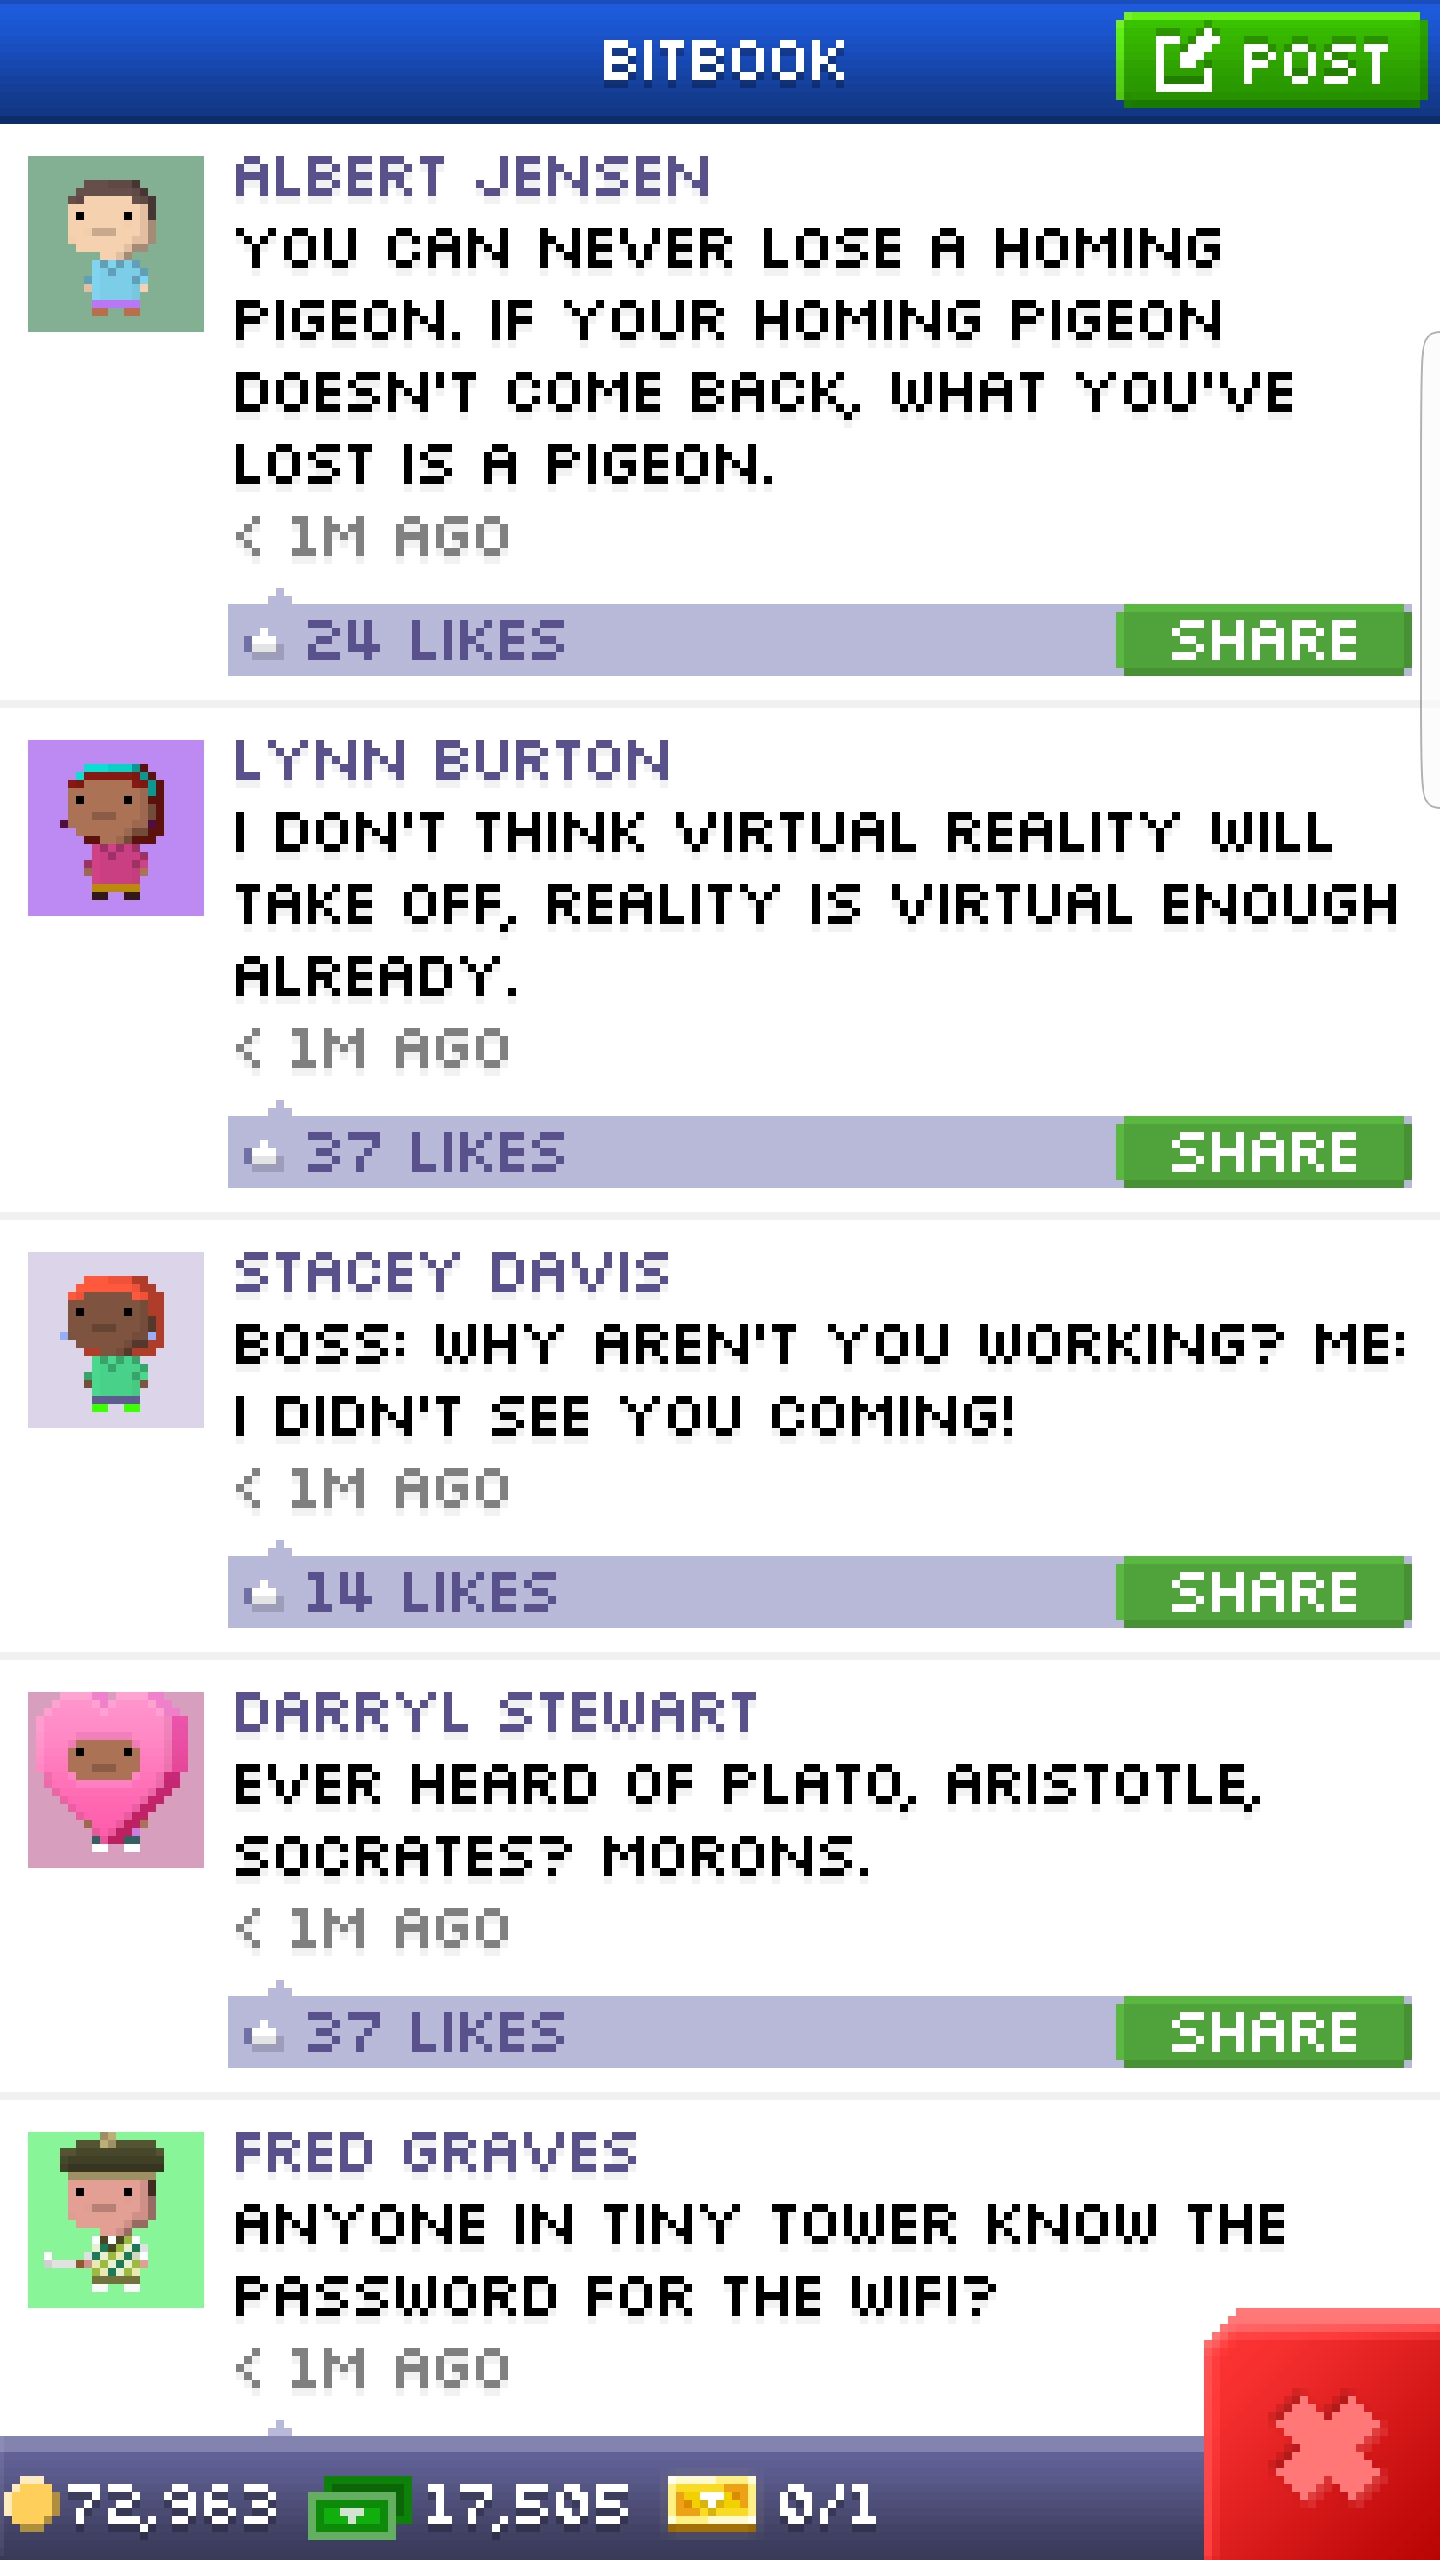 BITBOOK
POST
ALBERT JENSEN
YOU CAN NEVER LOSE A HOMING
PIGEON. IF YOUR HOMING PIGEON
DOESN'T COME BACK, WHAT YOU'VE
LOST IS A PIGEON.
< 1M AGO
24 LIKES
SHARE
LYNN BURTON
I DON'T THINK VIRTUAL REALITY WILL
TAKE OFF, REALITY IS VIRTUAL ENOUGH
ALREADY.
< 1M AGO
37 LIKES
SHARE
STACEY DAVIS
BOSS: WHY AREN'T YOU WORKING? ME:
I DIDN'T SEE YOU COMING!
< 1M AGO
14 LIKES
SHARE
DARRYL STEWART
EVER HEARD OF PLATO, ARISTOTLE,
SOCRATES? MORONS.
< 1M AGO
37 LIKES
SHARE
FRED GRAVES
ANYONE IN TINY TOWER KNOW THE
PASSWORD FOR THE WIFI?
< 1M AGO
72,963
17,505
0/1